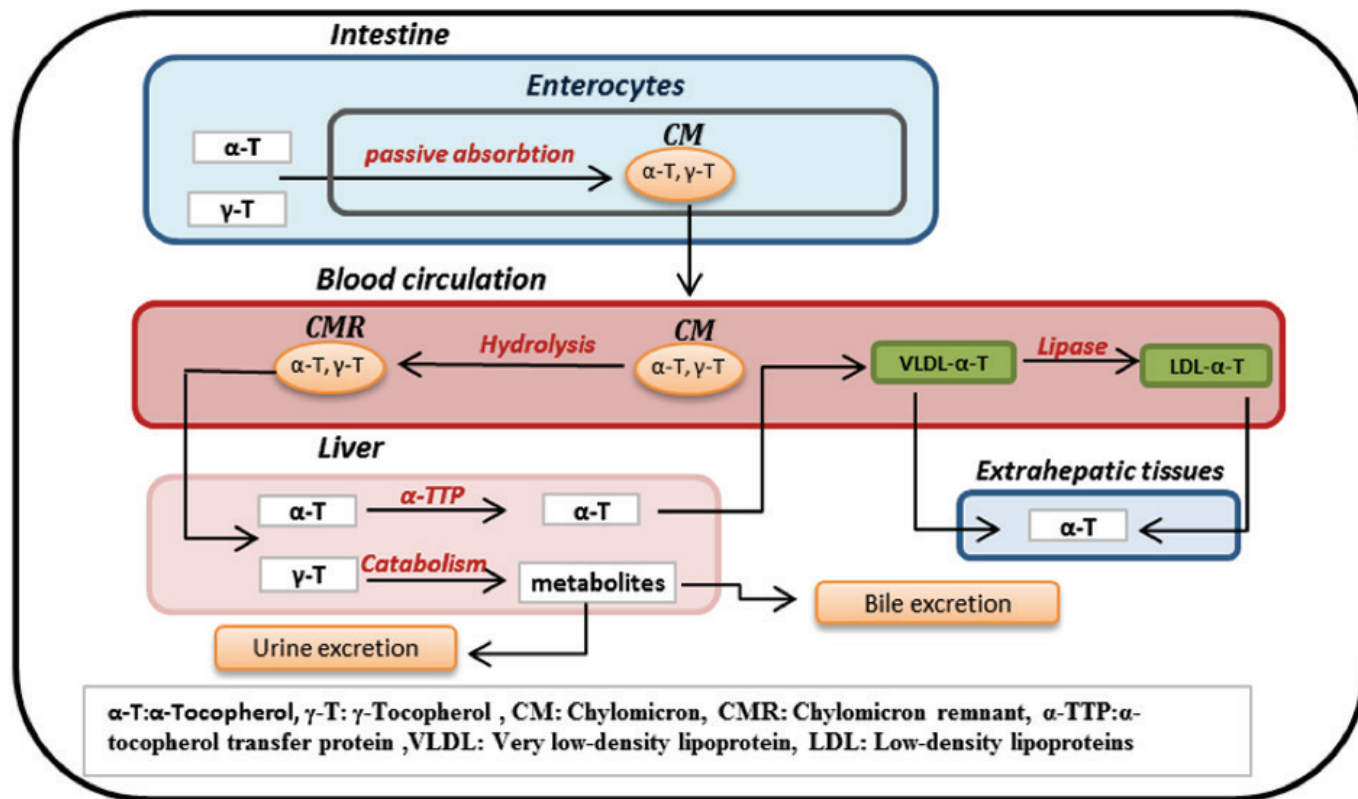 Intestine
Enterocytes
α-T
passive absorbtion
CM
α-T, γ-T
γ-T
Blood circulation
CMR
α-T, γ-T
Hydrolysis
CM
α-T, γ-T
VLDL-α-T
Lipase
LDL-α-T
Liver
α-T
α-TTP
α-T
γ-T
Catabolism
metabolites
Extrahepatic tissues
α-T
Bile excretion
Urine excretion
α-T:α-Tocopherol, γ-T: γ-Tocopherol , CM: Chylomicron, CMR: Chylomicron remnant, α-TTP:α-
tocopherol transfer protein ,VLDL: Very low-density lipoprotein, LDL: Low-density lipoproteins